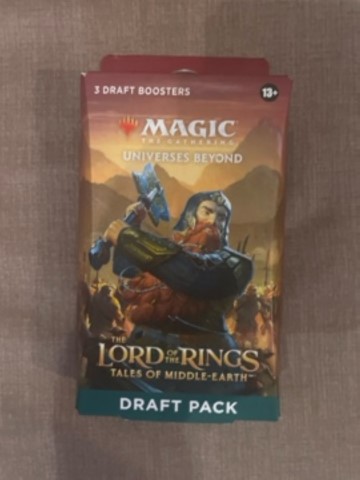 3 DRAFT BOOSTERS
13+
MAGIC
THE GATHERING
UNIVERSES BEYOND
THE
LORD OF THE RINGS
TALES OF MIDDLE-EARTH™
DRAFT PACK